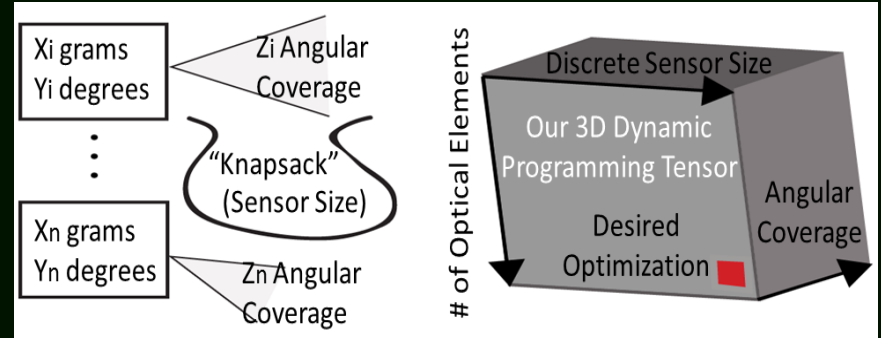 Xi grams
Yi degrees
Zi Angular
Coverage
“Knapsack”
(Sensor Size)
Xn grams
Yn degrees
Zn Angular
Coverage
# of Optical Elements
Discrete Sensor Size
Our 3D Dynamic
Programming Tensor
Desired
Optimization
Angular
Coverage